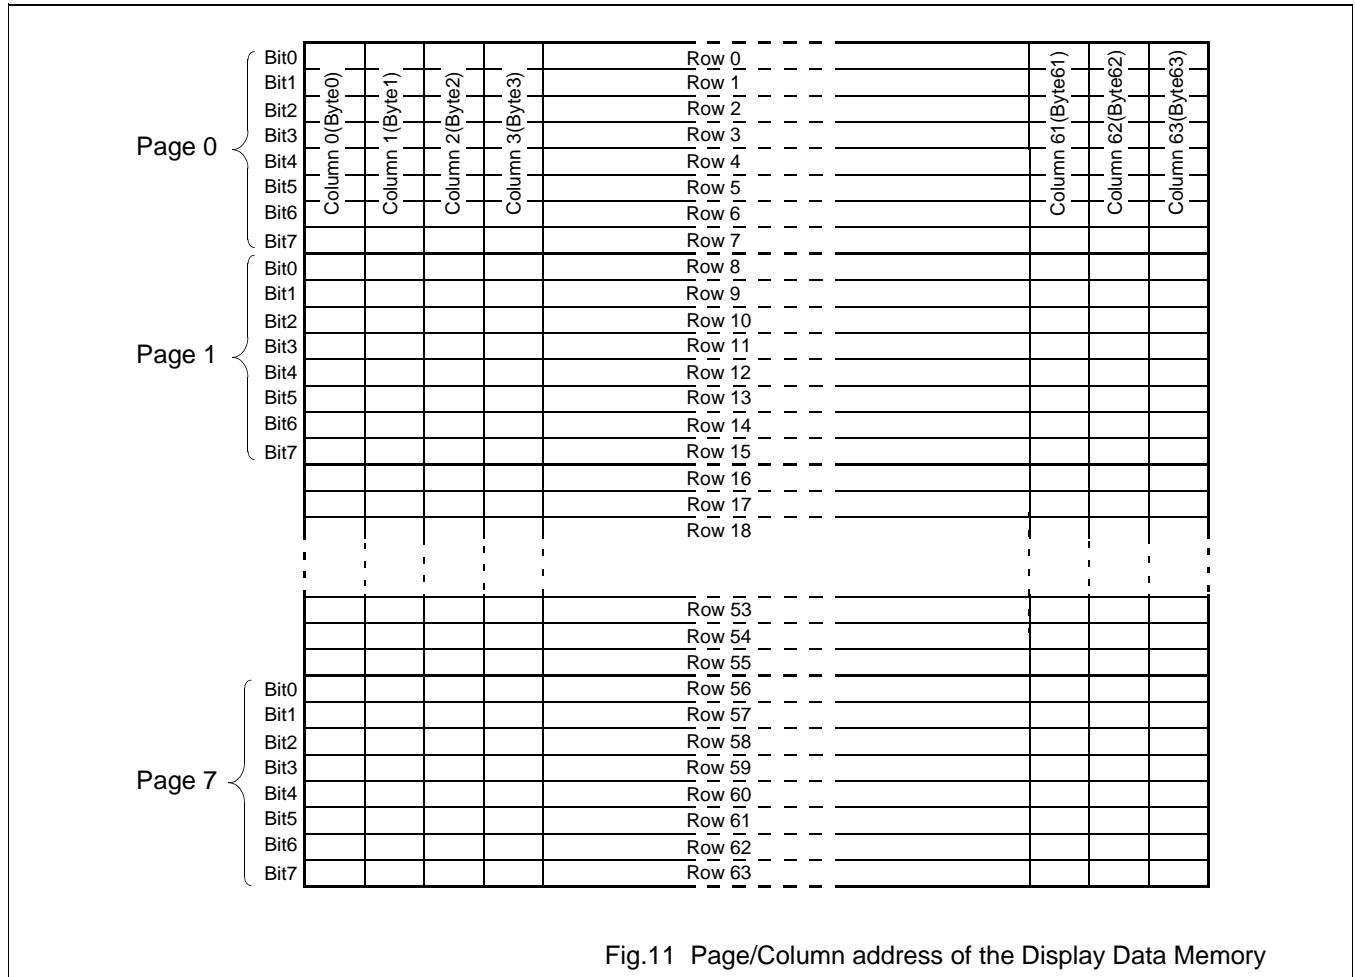 Bit0 Row 0
Bit1 Row 1
Bit2 Row 2
Bit3 Row 3
Bit4 Row 4
Bit5 Row 5
Bit6 Row 6
Bit7 Row 7
Page 0
Column 0(Byte0)
Column 1(Byte1)
Column 2(Byte2)
Column 3(Byte3)
Column 61(Byte61)
Column 62(Byte62)
Column 63(Byte63)
Bit0 Row 8
Bit1 Row 9
Bit2 Row 10
Bit3 Row 11
Bit4 Row 12
Bit5 Row 13
Bit6 Row 14
Bit7 Row 15
Page 1
Row 16
Row 17
Row 18
Row 53
Row 54
Row 55
Bit0 Row 56
Bit1 Row 57
Bit2 Row 58
Bit3 Row 59
Bit4 Row 60
Bit5 Row 61
Bit6 Row 62
Bit7 Row 63
Page 7
Fig.11 Page/Column address of the Display Data Memory